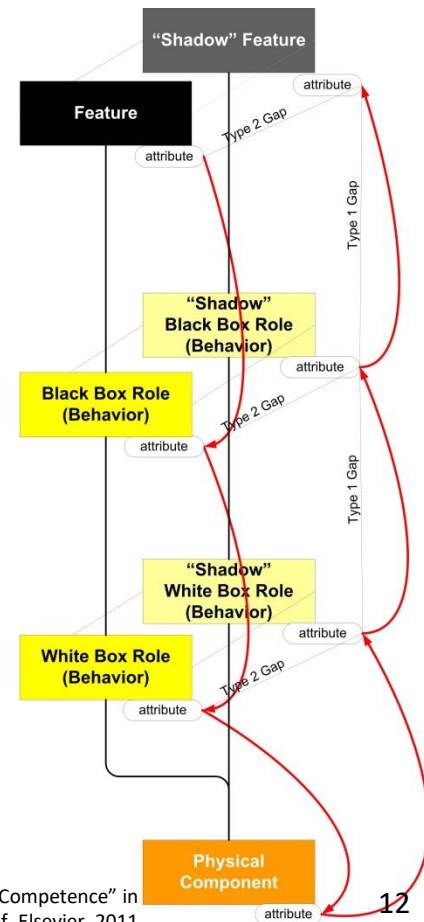 “Shadow” Feature
Feature
attribute
attribute
Type 2 Gap
Type 1 Gap
“Shadow”
Black Box Role
(Behavior)
attribute
Black Box Role
(Behavior)
attribute
Type 2 Gap
Type 1 Gap
“Shadow”
White Box Role
(Behavior)
attribute
White Box Role
(Behavior)
attribute
Type 2 Gap
Physical
Component
attribute
Competence” in
Elsevier, 2011
12